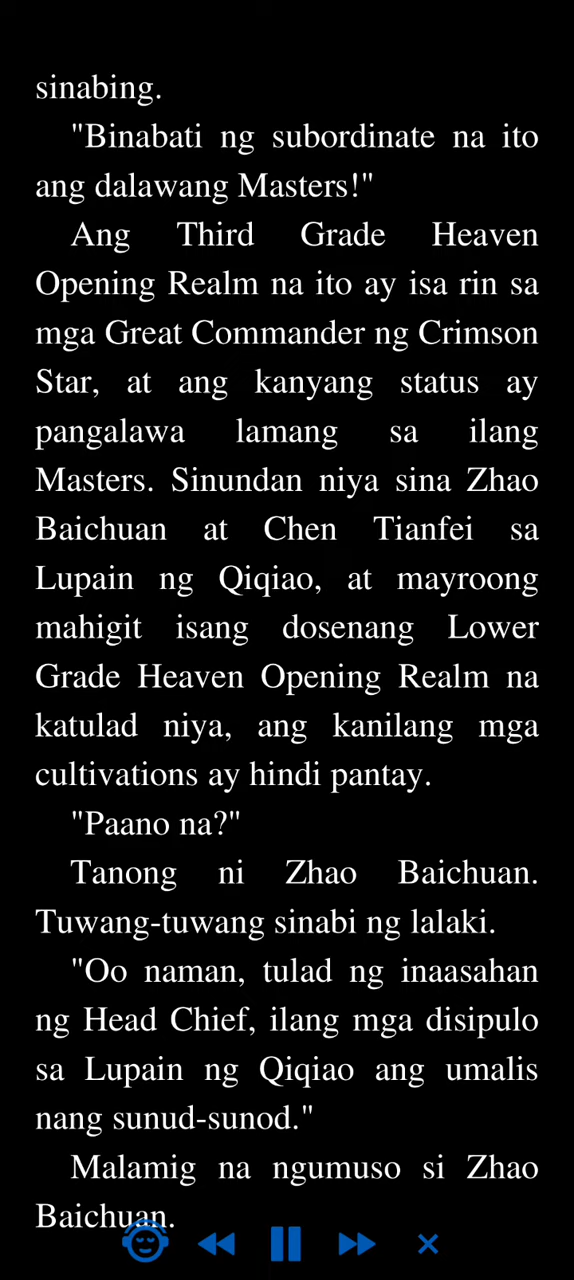 sinabing.
"Binabati ng subordinate na ito
ang dalawang Masters!"
Ang Third Grade Heaven
Opening Realm na ito ay isa rin sa
mga Great Commander ng Crimson
Star, at ang kanyang status ay
pangalawa lamang sa ilang
Masters. Sinundan niya sina Zhao
Baichuan at Chen Tianfei sa
Lupain ng Qiqiao, at mayroong
mahigit isang dosenang Lower
Grade Heaven Opening Realm na
katulad niya, ang kanilang mga
cultivations ay hindi pantay.
"Paano na?"
Tanong ni Zhao Baichuan.
Tuwang-tuwang sinabi ng lalaki.
"Oo naman, tulad ng inaasahan
ng Head Chief, ilang mga disipulo
sa Lupain ng Qiqiao ang umalis
nang sunud-sunod."
Malamig na ngumuso si Zhao
Baichuan.